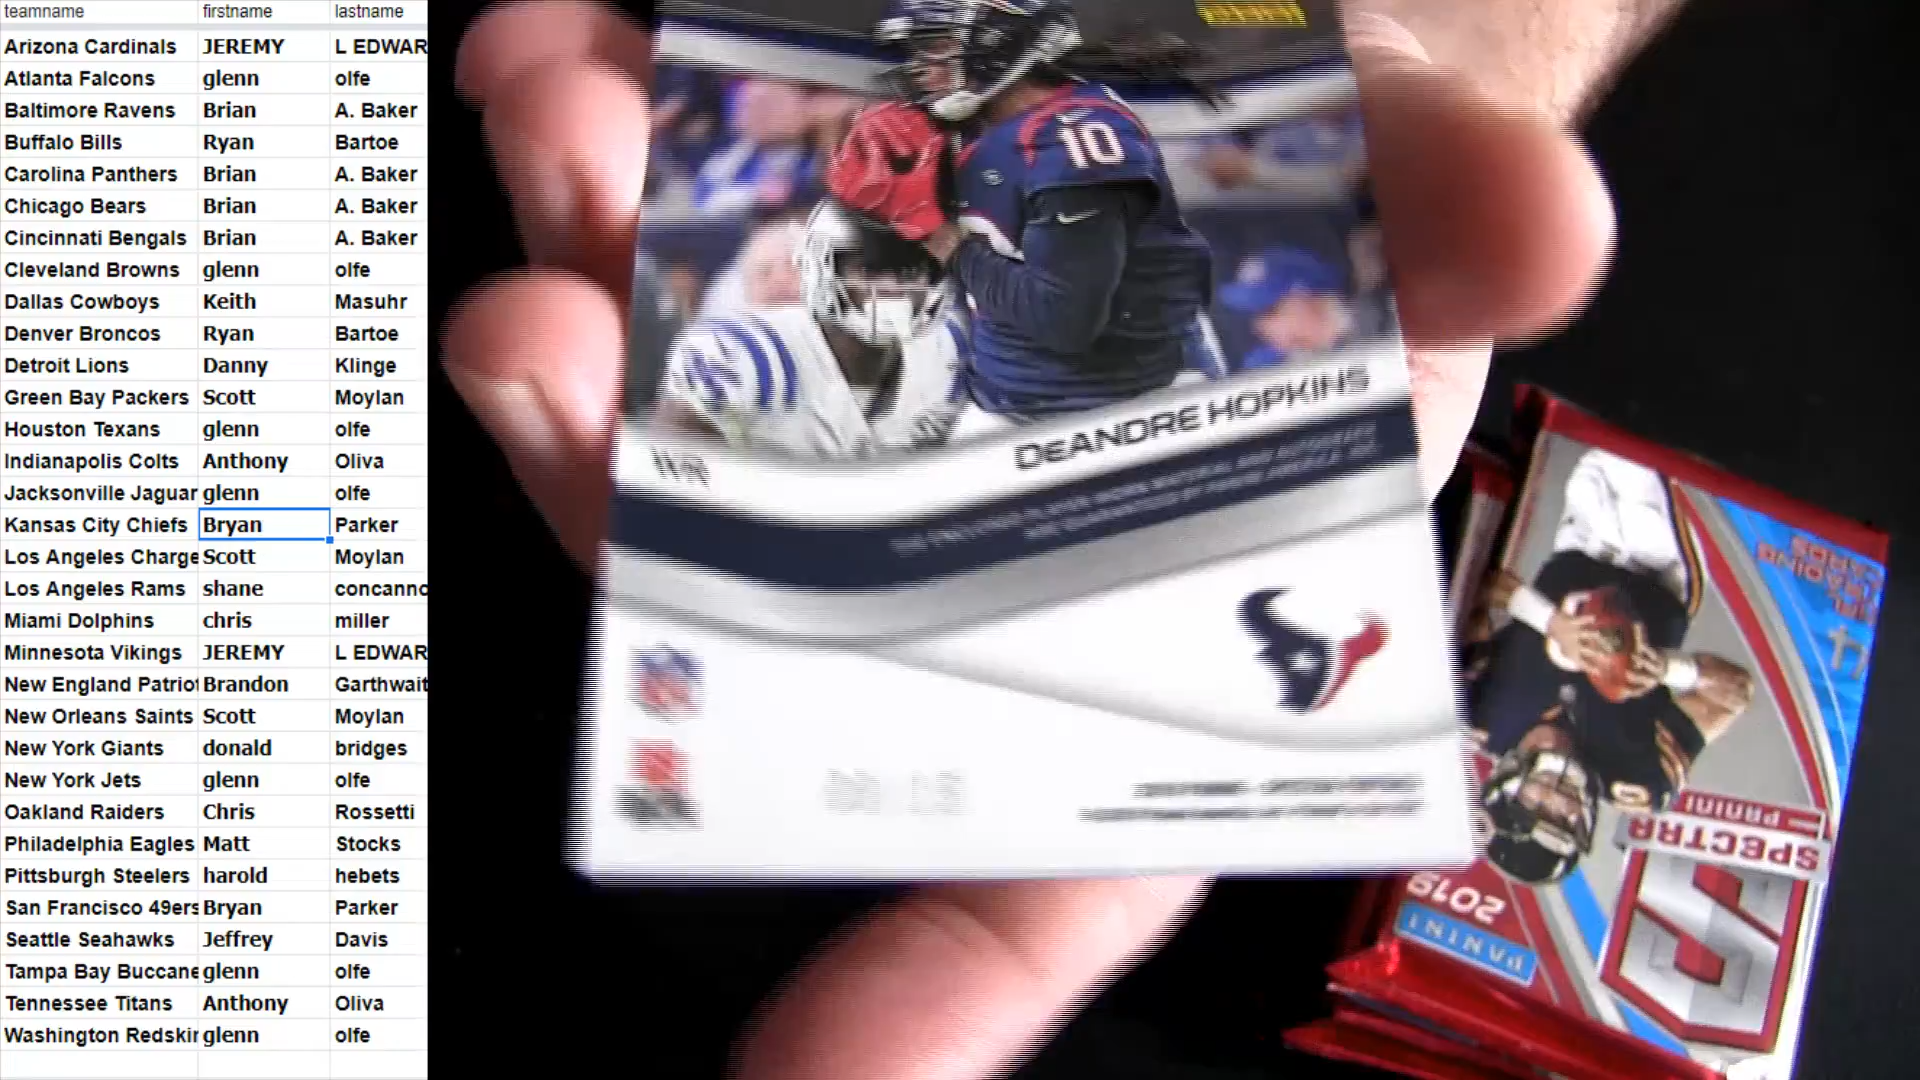 teamname firstname lastname
Arizona Cardinals JEREMY L EDWAR
Atlanta Falcons glenn olfe
Baltimore Ravens Brian A. Baker
Buffalo Bills Ryan Bartoe
Carolina Panthers Brian A. Baker
Chicago Bears Brian A. Baker
Cincinnati Bengals Brian A. Baker
Cleveland Browns glenn olfe
Dallas Cowboys Keith Masuhr
Denver Broncos Ryan Bartoe
Detroit Lions Danny Klinge
Green Bay Packers Scott Moylan
Houston Texans glenn olfe
Indianapolis Colts Anthony Oliva
Jacksonville Jaguar glenn olfe
Kansas City Chiefs Bryan Parker
Los Angeles Charge Scott Moylan
Los Angeles Rams shane concanno
Miami Dolphins chris miller
Minnesota Vikings JEREMY L EDWAR
New England Patriot Brandon Garthwait
New Orleans Saints Scott Moylan
New York Giants donald bridges
New York Jets glenn olfe
Oakland Raiders Chris Rossetti
Philadelphia Eagles Matt Stocks
Pittsburgh Steelers harold hebets
San Francisco 49ers Bryan Parker
Seattle Seahawks Jeffrey Davis
Tampa Bay Buccane glenn olfe
Tennessee Titans Anthony Oliva
Washington Redskin glenn olfe
10
DEANDRE HOPKINS
WR
4
TRADING
CARDS
PANINI
SPECTRA
2019
PANINI